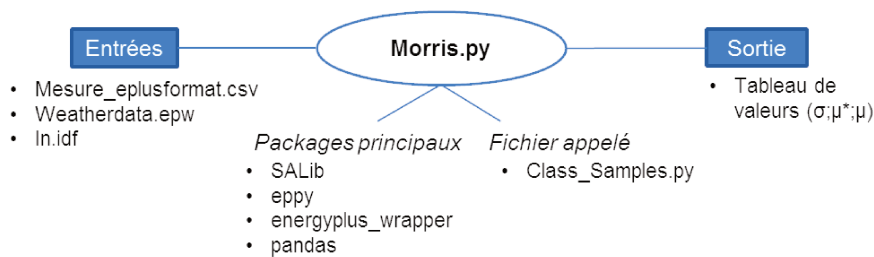 Entrées
Morris.py
Sortie
• Mesure_eplusformat.csv
• Weatherdata.epw
• In.idf
• Tableau de
valeurs (σ;µ*;µ)
Packages principaux
• SALib
• eppy
• energyplus_wrapper
• pandas
Fichier appelé
• Class_Samples.py